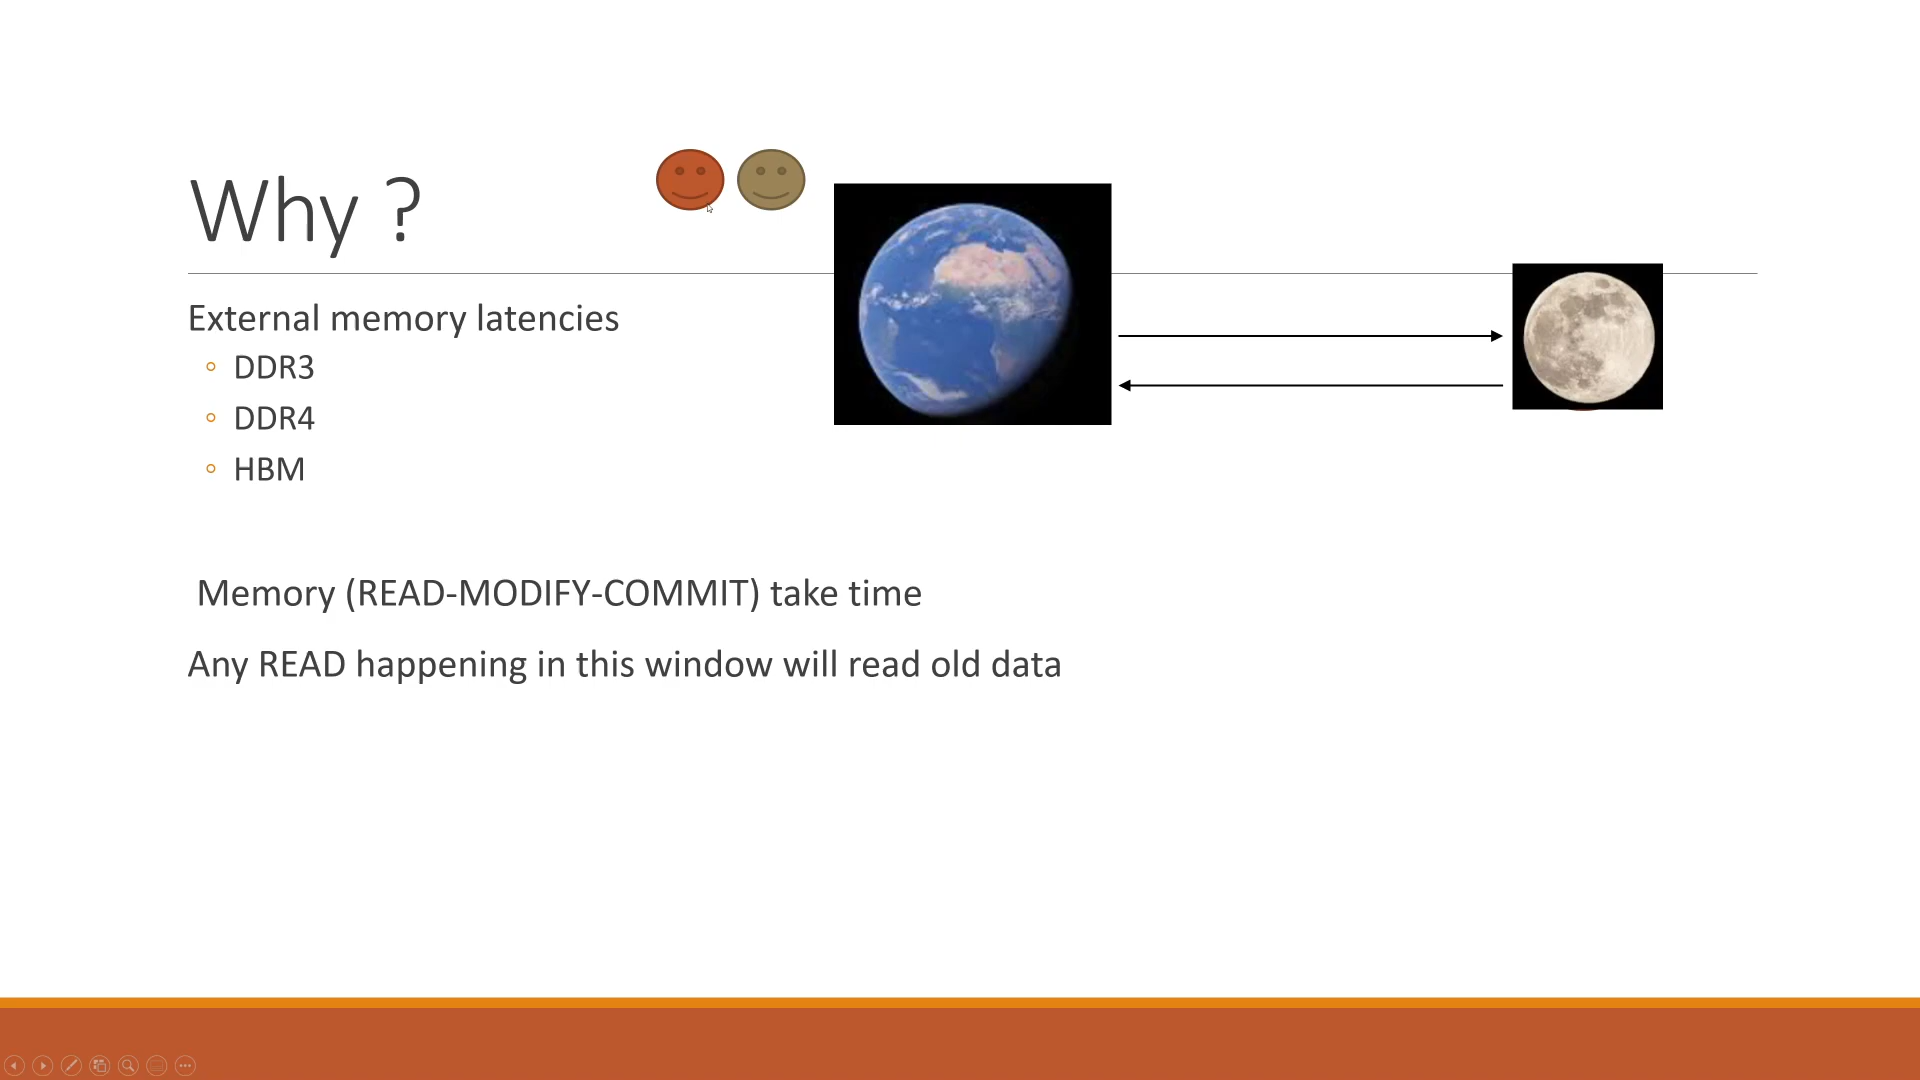 Why ?
External memory latencies
DDR3
DDR4
HBM
Memory (READ-MODIFY-COMMIT) take time
Any READ happening in this window will read old data